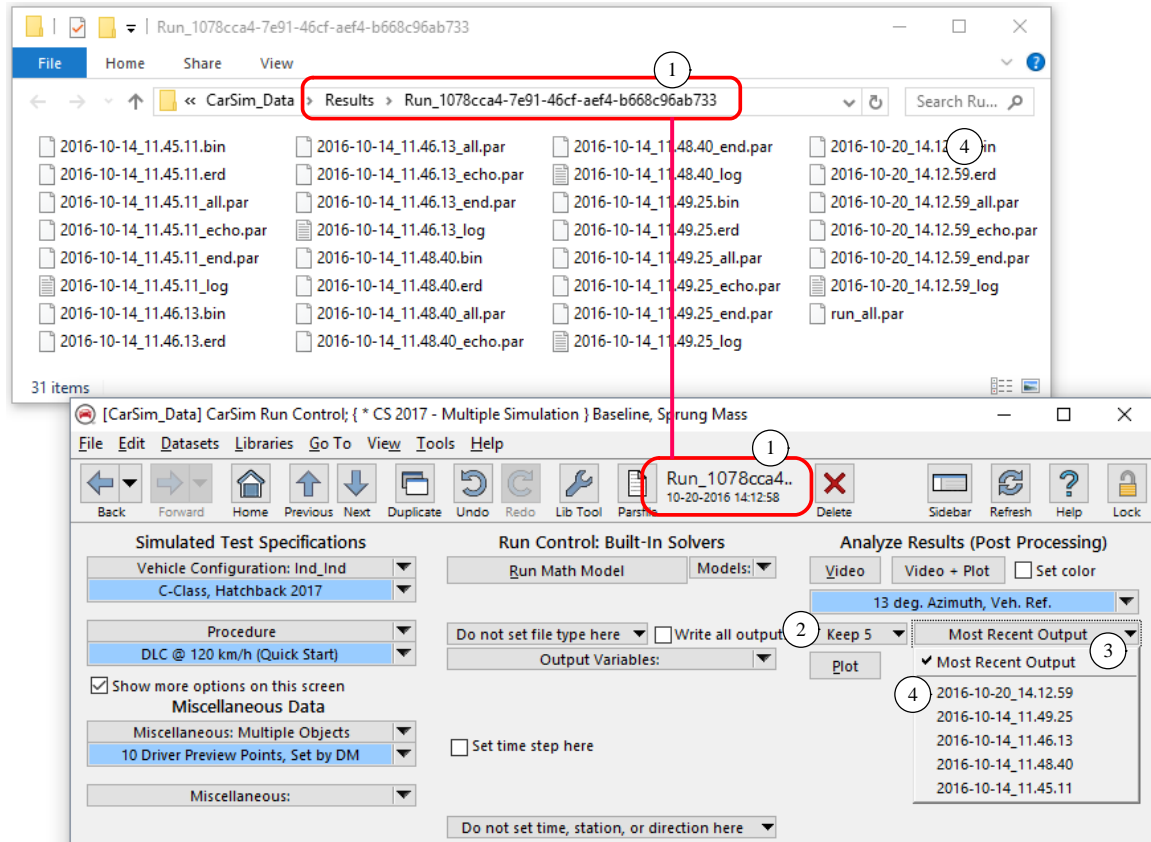 Run_1078cca4-7e91-46cf-aef4-b668c96ab733
File Home Share View
1
« CarSim_Data › Results › Run_1078cca4-7e91-46cf-aef4-b668c96ab733 Search Ru...
2016-10-14_11.45.11.bin 2016-10-14_11.46.13_all.par 2016-10-14_11.48.40_end.par 2016-10-20_14.12 4 in
2016-10-14_11.45.11.erd 2016-10-14_11.46.13_echo.par 2016-10-14_11.48.40_log 2016-10-20_14.12.59.erd
2016-10-14_11.45.11_all.par 2016-10-14_11.46.13_end.par 2016-10-14_11.49.25.bin 2016-10-20_14.12.59_all.par
2016-10-14_11.45.11_echo.par 2016-10-14_11.46.13_log 2016-10-14_11.49.25.erd 2016-10-20_14.12.59_echo.par
2016-10-14_11.45.11_end.par 2016-10-14_11.48.40.bin 2016-10-14_11.49.25_all.par 2016-10-20_14.12.59_end.par
2016-10-14_11.45.11_log 2016-10-14_11.48.40.erd 2016-10-14_11.49.25_echo.par 2016-10-20_14.12.59_log
2016-10-14_11.46.13.bin 2016-10-14_11.48.40_all.par 2016-10-14_11.49.25_end.par run_all.par
2016-10-14_11.46.13.erd 2016-10-14_11.48.40_echo.par 2016-10-14_11.49.25_log
31 items
[CarSim_Data] CarSim Run Control; { * CS 2017 - Multiple Simulation } Baseline, Sprung Mass
File Edit Datasets Libraries Go To View Tools Help
1
Run_1078cca4..
10-20-2016 14:12:58
Back Forward Home Previous Next Duplicate Undo Redo Lib Tool Parsfile Delete Sidebar Refresh Help Lock
Simulated Test Specifications Run Control: Built-In Solvers Analyze Results (Post Processing)
Vehicle Configuration: Ind_Ind Run Math Model Models: Video Video + Plot Set color
C-Class, Hatchback 2017 13 deg. Azimuth, Veh. Ref.
Procedure Do not set file type here Write all output 2 Keep 5 Most Recent Output 3
DLC @ 120 km/h (Quick Start) Output Variables: Plot Most Recent Output
Show more options on this screen 4 2016-10-20_14.12.59
Miscellaneous Data 2016-10-14_11.49.25
Miscellaneous: Multiple Objects 2016-10-14_11.46.13
10 Driver Preview Points, Set by DM Set time step here 2016-10-14_11.48.40
Miscellaneous: 2016-10-14_11.45.11
Do not set time, station, or direction here